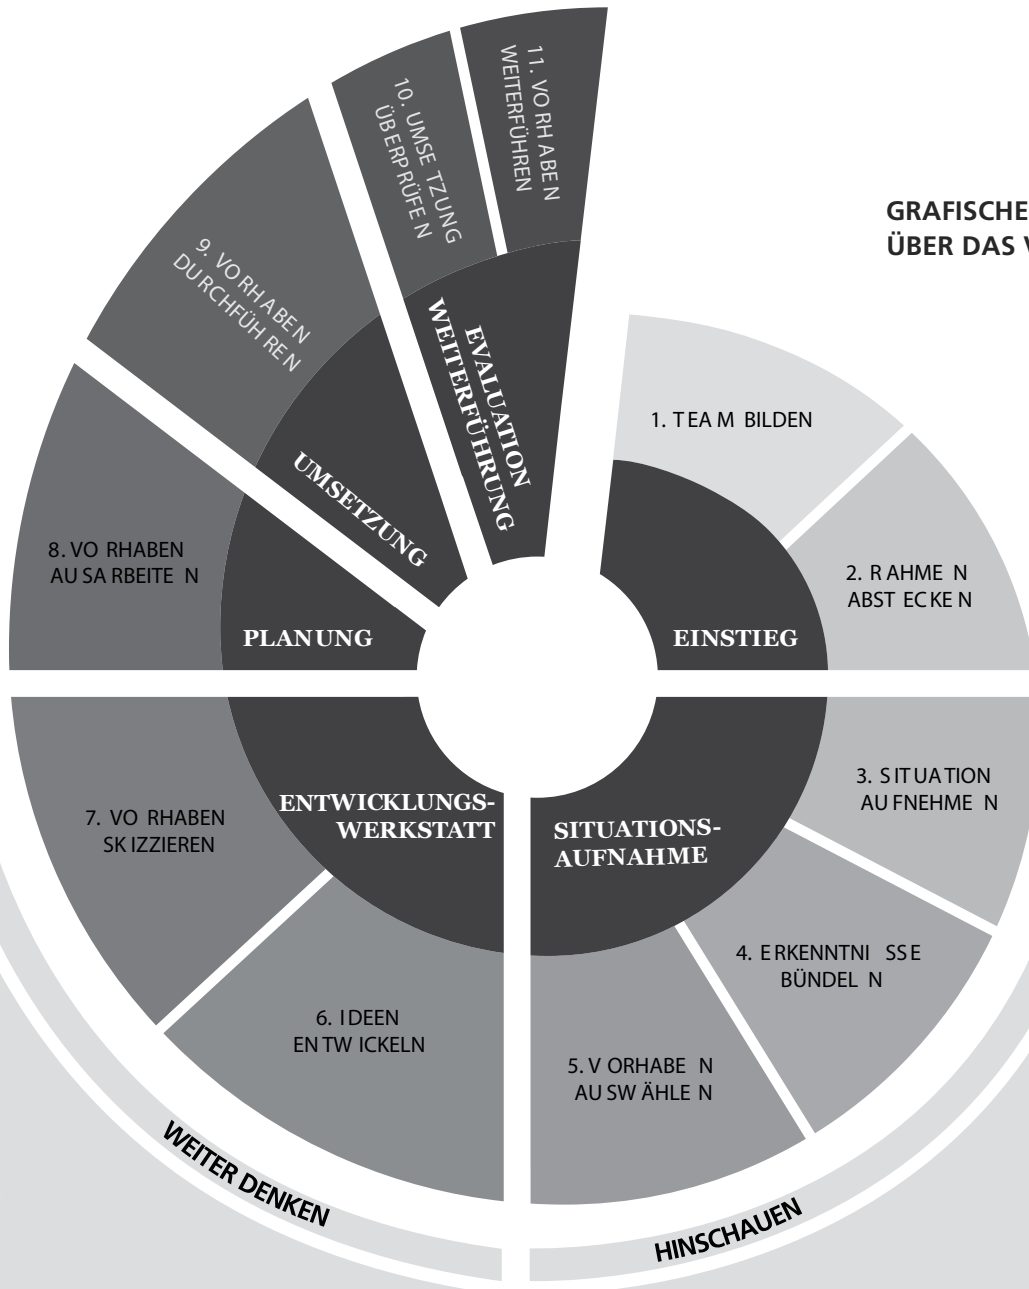 GRAFISCHE
ÜBER DAS V
1. TEAM BILDEN
2. RAHMEN
ABSTECKEN
EINSTIEG
3. SITUATION
AUFNEHMEN
4. ERKENNTNISSE
BÜNDELN
5. VORHABEN
AUSWÄHLEN
SITUATIONS-
AUFNAHME
HINSCHAUEN
6. IDEEN
ENTWICKELN
7. VORHABEN
SKIZZIEREN
ENTWICKLUNGS-
WERKSTATT
WEITER DENKEN
8. VORHABEN
AUSARBEITEN
PLANUNG
9. VORHABEN
DURCHFÜHREN
UMSETZUNG
10. UMSETZUNG
ÜBERPRÜFEN
11. VORHABEN
WEITERFÜHREN
EVALUATION
WEITERFÜHRUNG